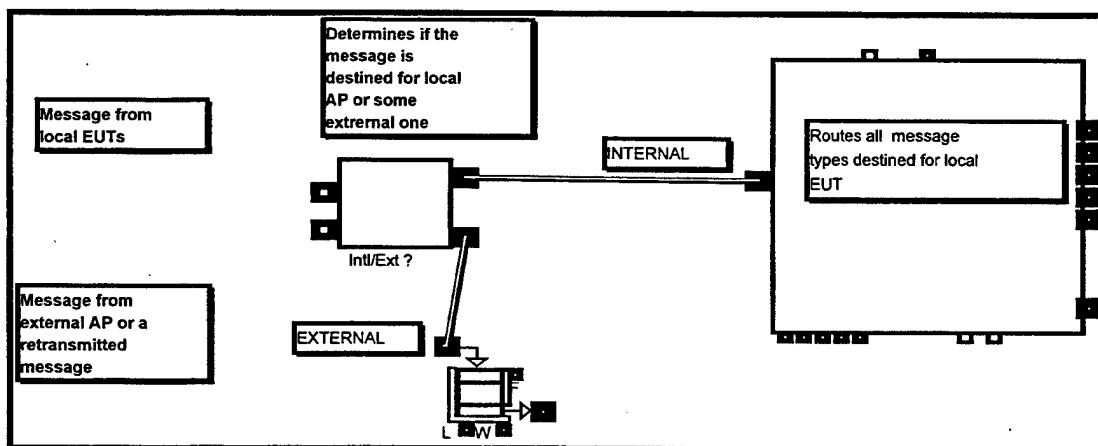 Determines if the
message is
destined for local
AP or some
extrernal one
Message from
local EUTs
INTERNAL
Routes all message
types destined for local
EUT
Intl/Ext ?
Message from
external AP or a
retransmitted
message
EXTERNAL
L W